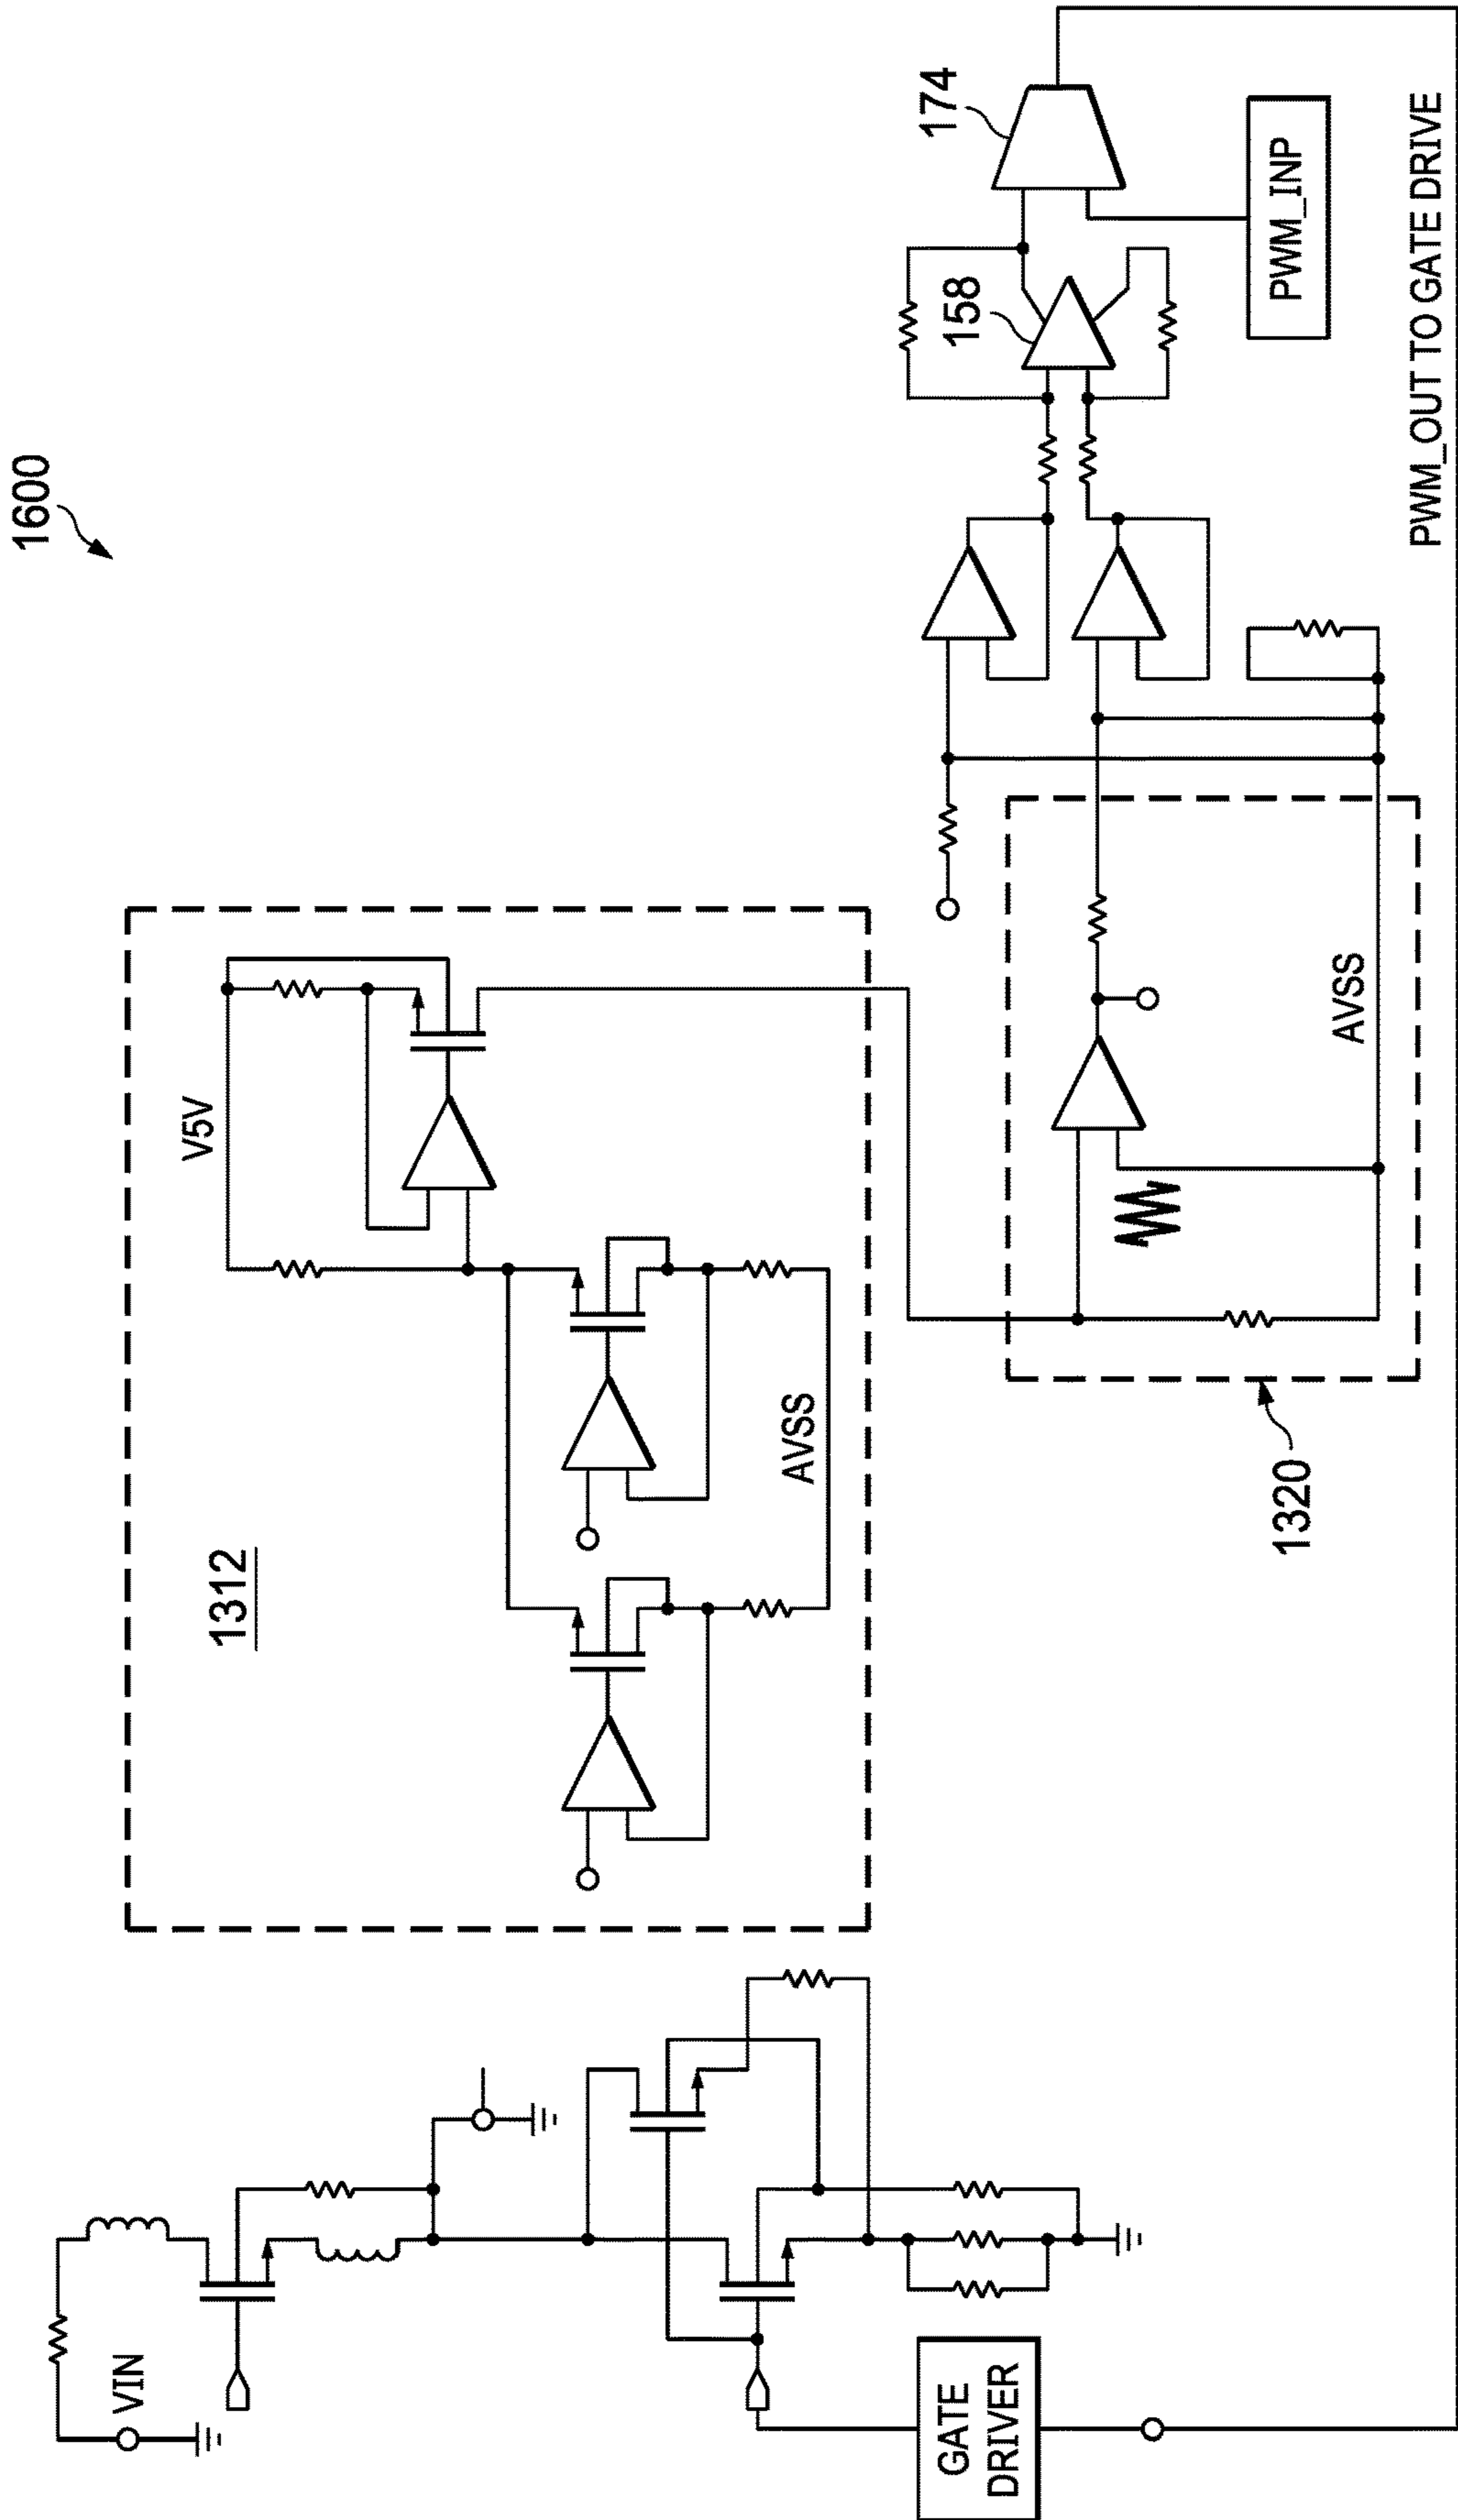 1600
VIN
1312
V5V
AVSS
174
158
PWM_INP
1320
AVSS
GATE
DRIVER
PWM_OUT TO GATE DRIVE